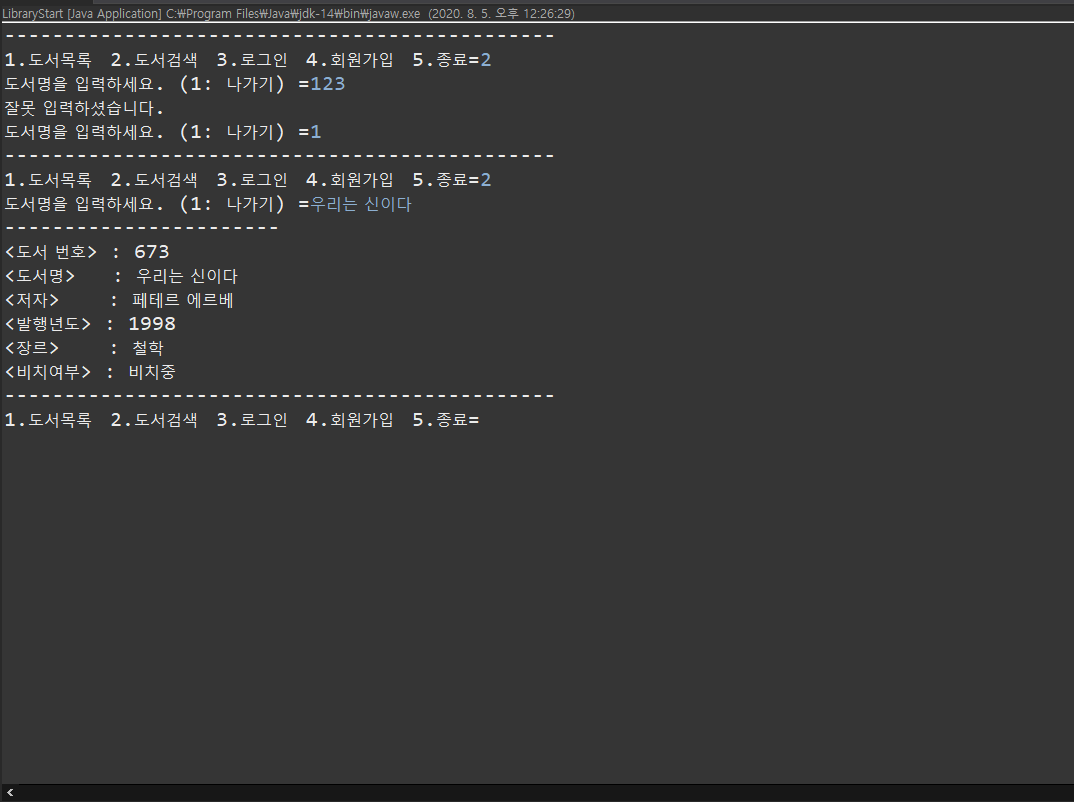 LibraryStart [Java Application] C:₩Program Files₩Java₩jdk-14₩bin₩javaw.exe (2020. 8. 5. 오후 12:26:29)
----------------------------------------------
1.도서목록 2.도서검색 3.로그인 4.회원가입 5.종료=2
도서명을 입력하세요. (1: 나가기) =123
잘못 입력하셨습니다.
도서명을 입력하세요. (1: 나가기) =1
----------------------------------------------
1.도서목록 2.도서검색 3.로그인 4.회원가입 5.종료=2
도서명을 입력하세요. (1: 나가기) =우리는 신이다
-----------------------
<도서 번호> : 673
<도서명> : 우리는 신이다
<저자> : 페테르 에르베
<발행년도> : 1998
<장르> : 철학
<비치여부> : 비치중
----------------------------------------------
1.도서목록 2.도서검색 3.로그인 4.회원가입 5.종료=